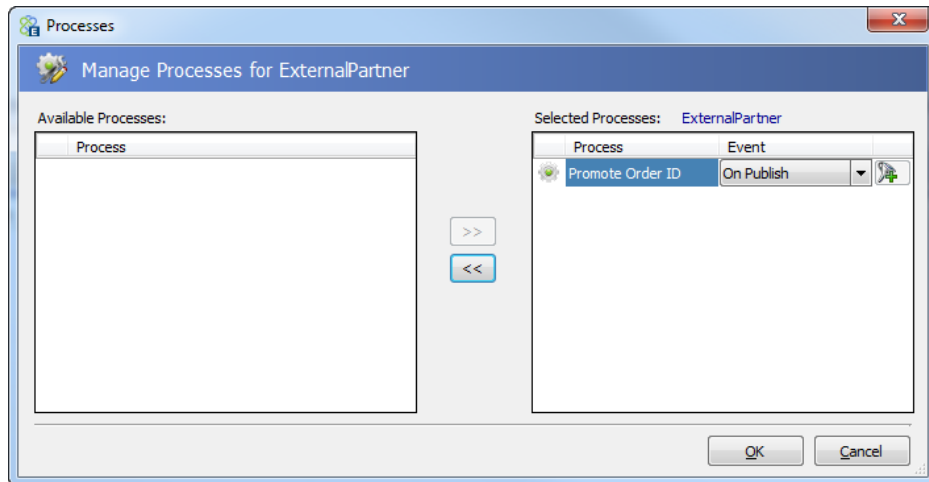 Processes
Manage Processes for ExternalPartner
Available Processes:
Selected Processes: ExternalPartner
Process
Process Event
Promote Order ID On Publish
>>
<<
OK Cancel